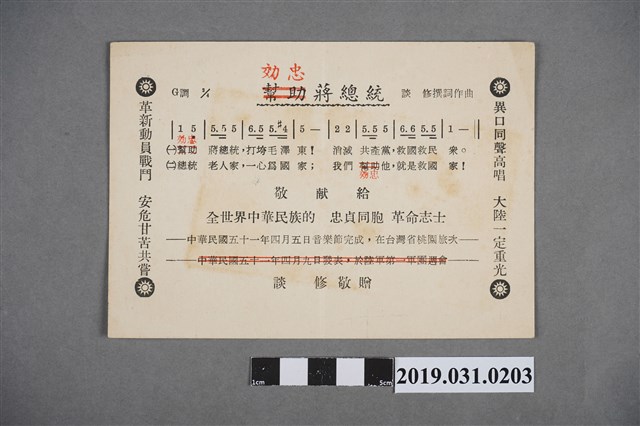 効忠
幫助蔣總統
G調 4/4
談 修撰詞作曲
1 5 | 5.5 5 | 6.5 5.#4 | 5 — | 2 2 | 5.5 5 | 6.6 5.5 | 1 —
効忠
㈠幫助 蔣總統，打垮毛澤 東！ 消滅 共產黨，救國救民 衆。
㈡總統 老人家，一心爲國 家； 我們 幫助他，就是救國 家！
効忠
敬献給
全世界中華民族的 忠貞同胞 革命志士
中華民國五十一年四月五日音樂節完成，在台灣省桃園旅次
中華民國五十一年四月九日發表，於陸軍第一軍團週會
談 修敬贈
異口同聲高唱 大陸一定重光
革新動員戰鬥 安危甘苦共嘗
1cm
5cm
2019.031.0203